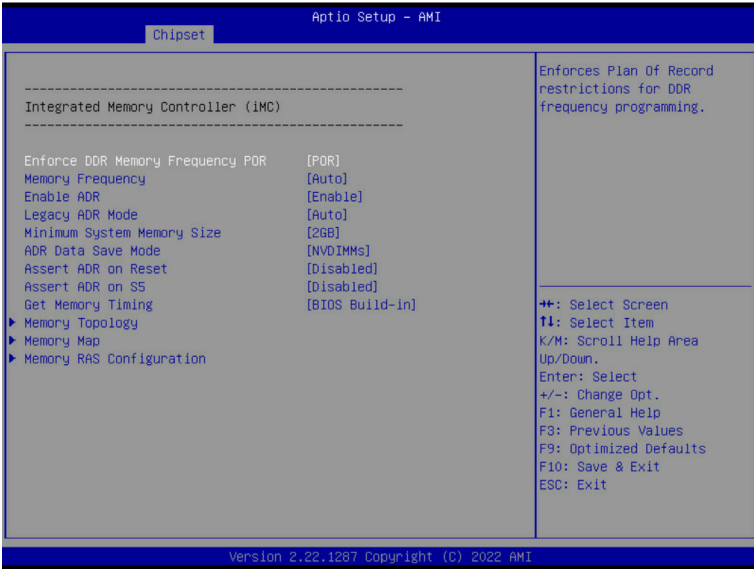 Aptio Setup – AMI
Chipset
------------------------------------------------
Integrated Memory Controller (iMC)
------------------------------------------------
Enforce DDR Memory Frequency POR [POR]
Memory Frequency [Auto]
Enable ADR [Enable]
Legacy ADR Mode [Auto]
Minimum System Memory Size [2GB]
ADR Data Save Mode [NVDIMMs]
Assert ADR on Reset [Disabled]
Assert ADR on S5 [Disabled]
Get Memory Timing [BIOS Build-in]
Memory Topology
Memory Map
Memory RAS Configuration
Enforces Plan Of Record
restrictions for DDR
frequency programming.
→←: Select Screen
↑↓: Select Item
K/M: Scroll Help Area
Up/Down.
Enter: Select
+/-: Change Opt.
F1: General Help
F3: Previous Values
F9: Optimized Defaults
F10: Save & Exit
ESC: Exit
Version 2.22.1287 Copyright (C) 2022 AMI